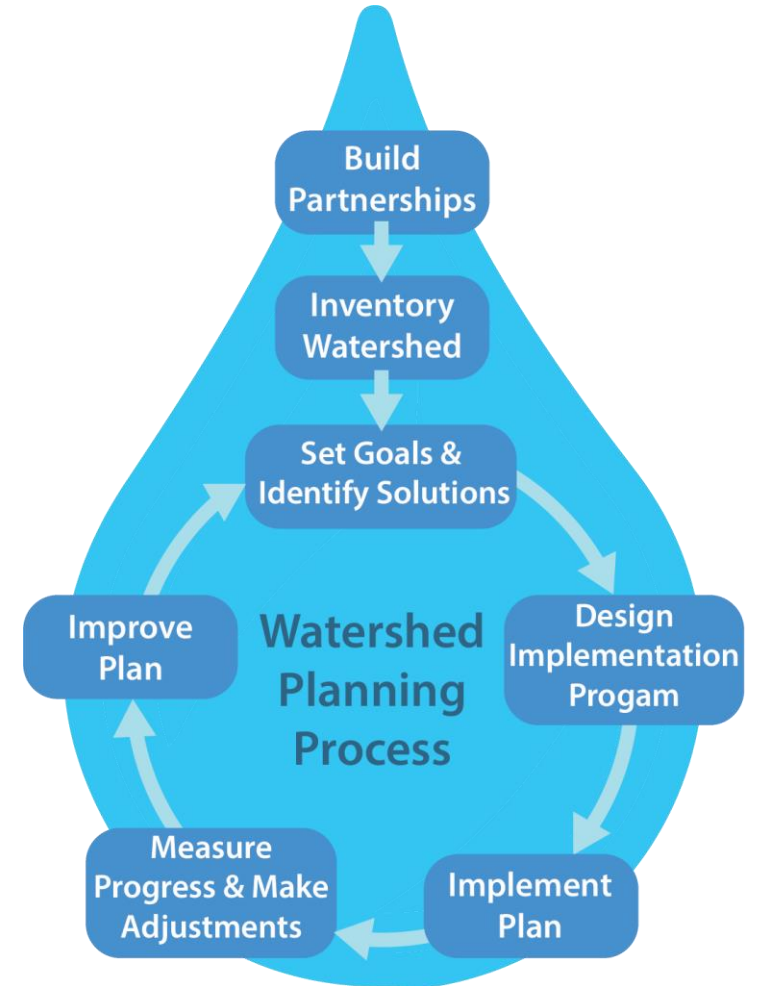 Build
Partnerships
Inventory
Watershed
Set Goals &
Identify Solutions
Design
Implementation
Progam
Implement
Plan
Measure
Progress & Make
Adjustments
Improve
Plan
Watershed
Planning
Process